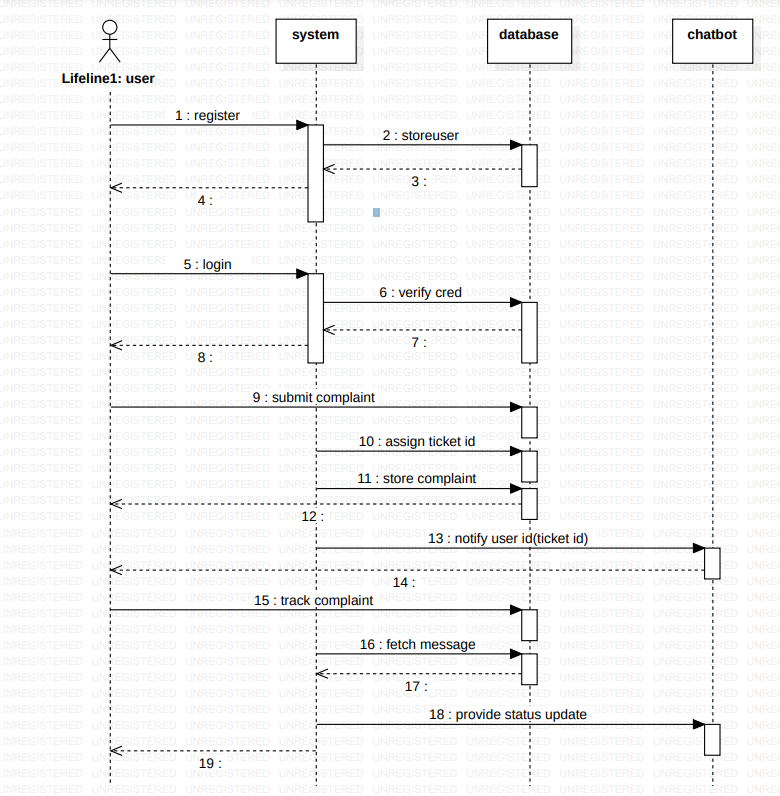 system
database
chatbot
Lifeline1: user
1 : register
2 : storeuser
3 :
4 :
5 : login
6 : verify cred
7 :
8 :
9 : submit complaint
10 : assign ticket id
11 : store complaint
12 :
13 : notify user id(ticket id)
14 :
15 : track complaint
16 : fetch message
17 :
18 : provide status update
19 :
UNREGISTERED